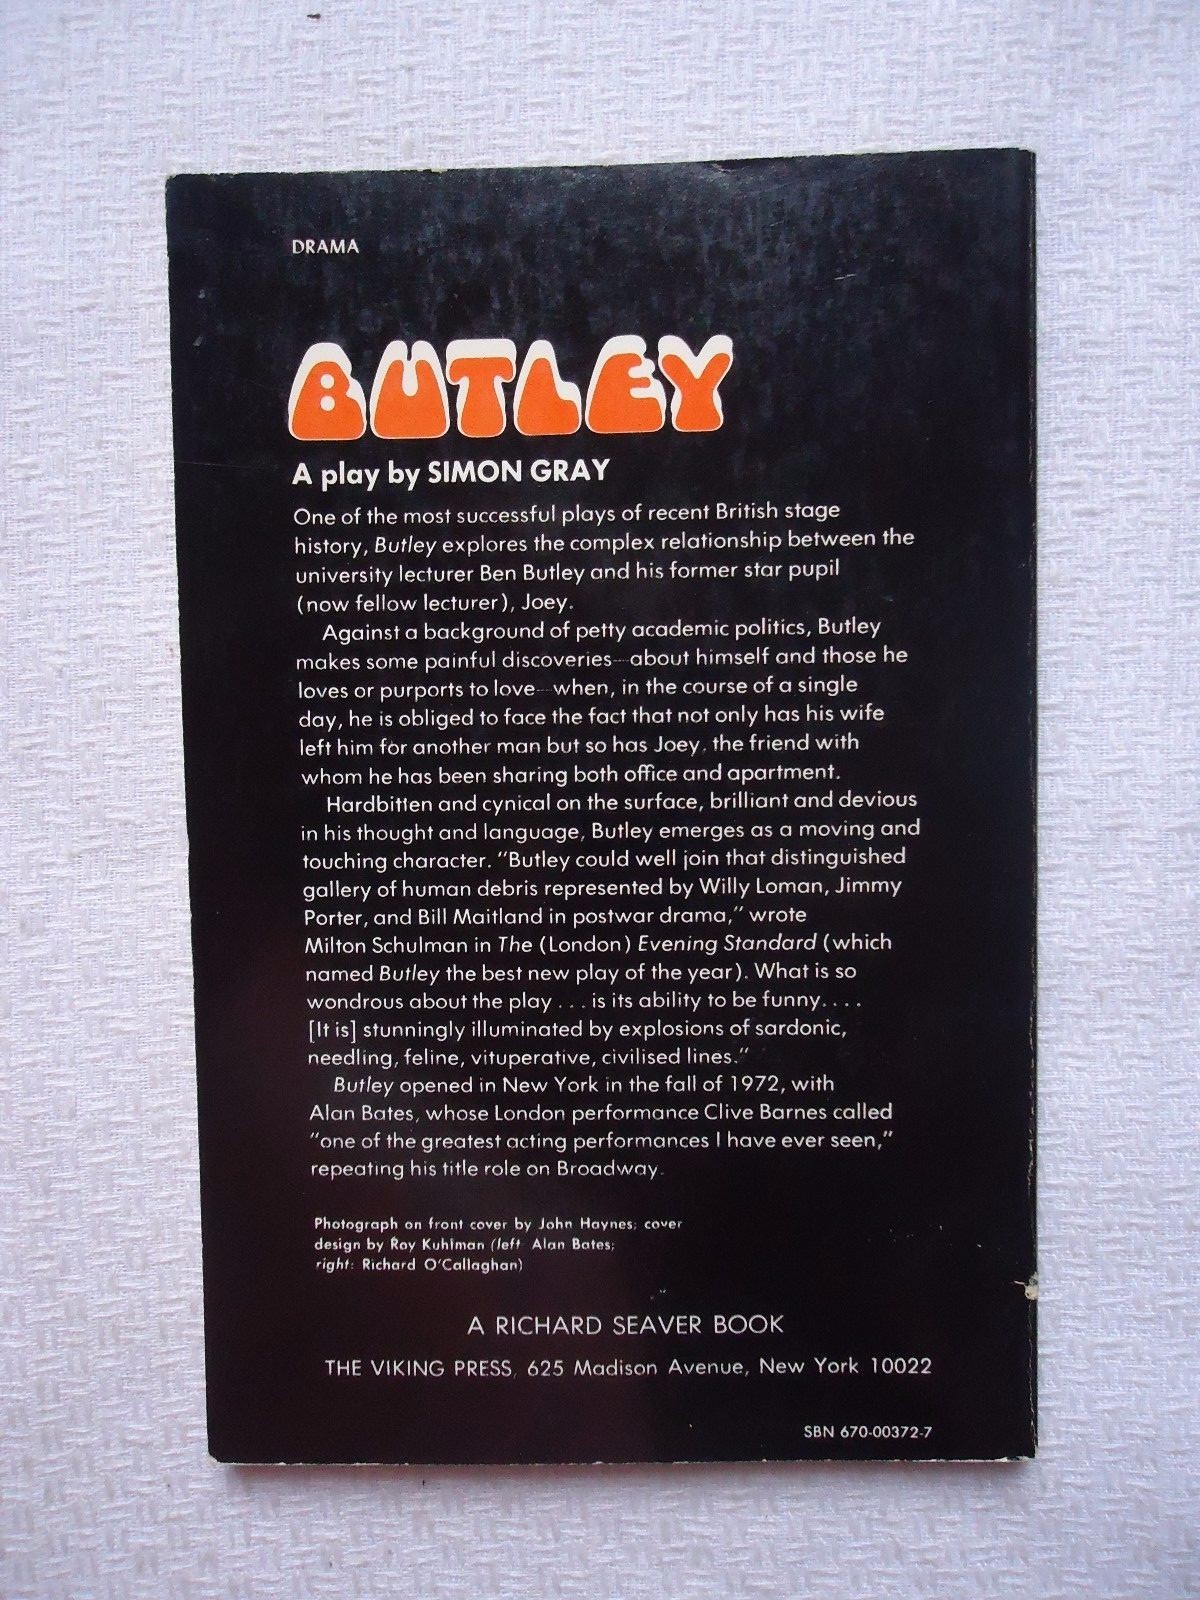 DRAMA
BUTLEY
A play by SIMON GRAY
One of the most successful plays of recent British stage
history, Butley explores the complex relationship between the
university lecturer Ben Butley and his former star pupil
(now fellow lecturer), Joey.
Against a background of petty academic politics, Butley
makes some painful discoveries—about himself and those he
loves or purports to love—when, in the course of a single
day, he is obliged to face the fact that not only has his wife
left him for another man but so has Joey, the friend with
whom he has been sharing both office and apartment.
Hardbitten and cynical on the surface, brilliant and devious
in his thought and language, Butley emerges as a moving and
touching character. "Butley could well join that distinguished
gallery of human debris represented by Willy Loman, Jimmy
Porter, and Bill Maitland in postwar drama," wrote
Milton Schulman in The (London) Evening Standard (which
named Butley the best new play of the year). What is so
wondrous about the play . . . is its ability to be funny. . . .
[It is] stunningly illuminated by explosions of sardonic,
needling, feline, vituperative, civilised lines."
Butley opened in New York in the fall of 1972, with
Alan Bates, whose London performance Clive Barnes called
"one of the greatest acting performances I have ever seen,"
repeating his title role on Broadway.
Photograph on front cover by John Haynes; cover
design by Roy Kuhlman (left Alan Bates;
right: Richard O'Callaghan)
A RICHARD SEAVER BOOK
THE VIKING PRESS, 625 Madison Avenue, New York 10022
SBN 670-00372-7